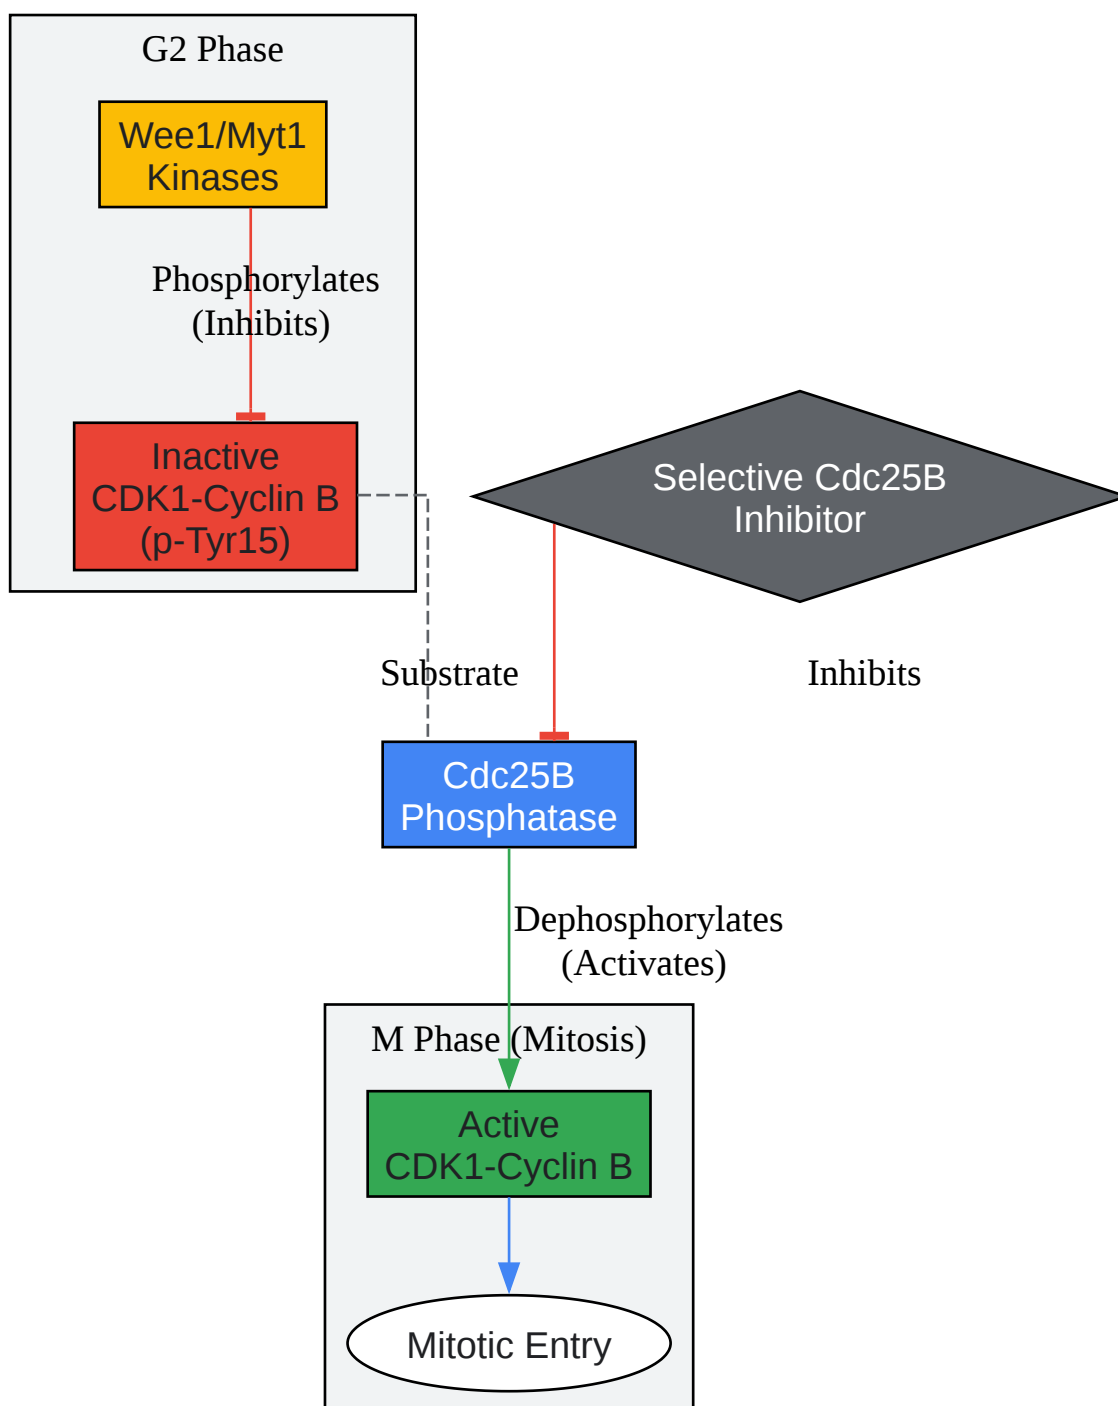 G2 Phase
Wee1/Myt1
Kinases
Phosphorylates
(Inhibits)
Inactive
CDK1-Cyclin B
(p-Tyr15)
Selective Cdc25B
Inhibitor
Substrate
Inhibits
Cdc25B
Phosphatase
Dephosphorylates
(Activates)
M Phase (Mitosis)
Active
CDK1-Cyclin B
Mitotic Entry